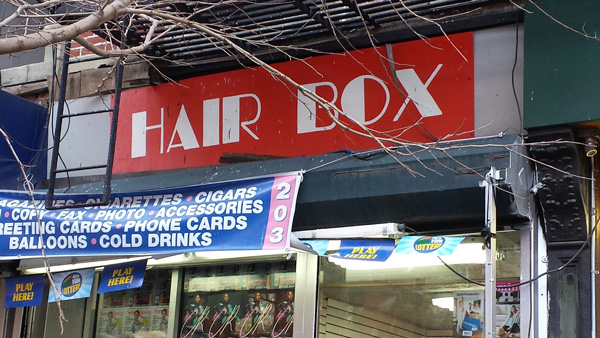 HAIR BOX
CIGARETTES • CIGARS
COPY • FAX • PHOTO • ACCESSORIES
GREETING CARDS • PHONE CARDS
BALLOONS • COLD DRINKS
203
PLAY HERE!
LOTTERY
PLAY HERE!
LOTTERY
PLAY HERE!